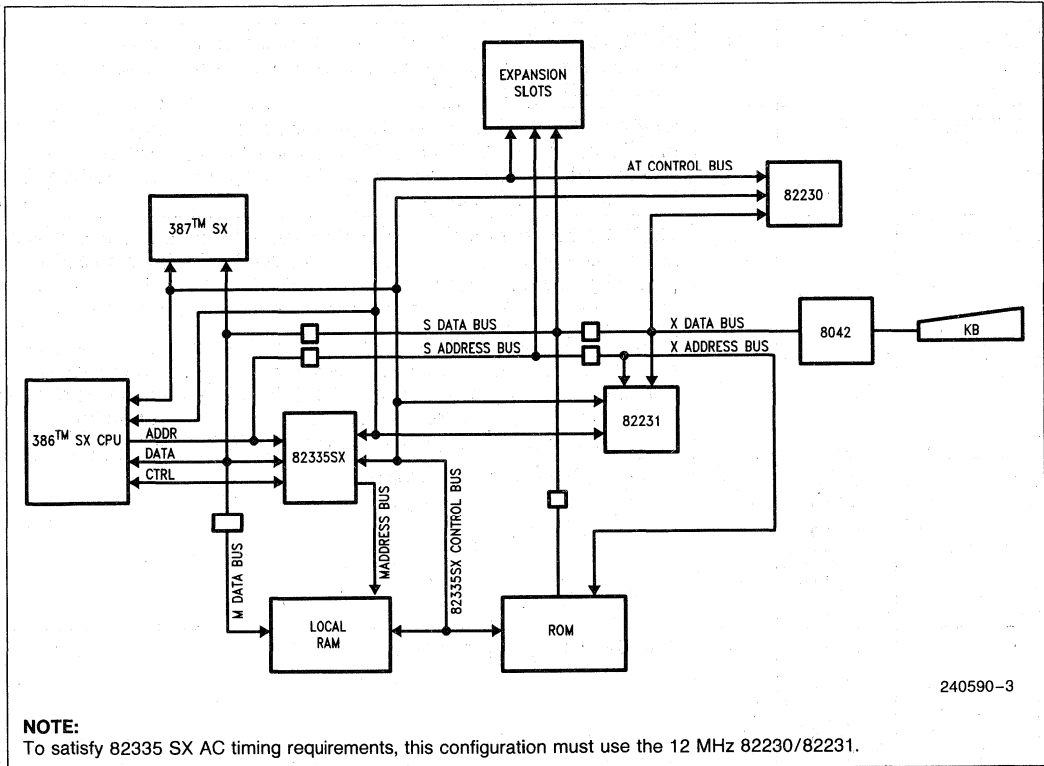 EXPANSION
SLOTS
AT CONTROL BUS
82230
387™ SX
S DATA BUS
X DATA BUS
8042
KB
S ADDRESS BUS
X ADDRESS BUS
82231
386™ SX CPU
ADDR
DATA
CTRL
82335SX
MADDRESS BUS
82335SX CONTROL BUS
M DATA BUS
LOCAL
RAM
ROM
240590-3
NOTE:
To satisfy 82335 SX AC timing requirements, this configuration must use the 12 MHz 82230/82231.